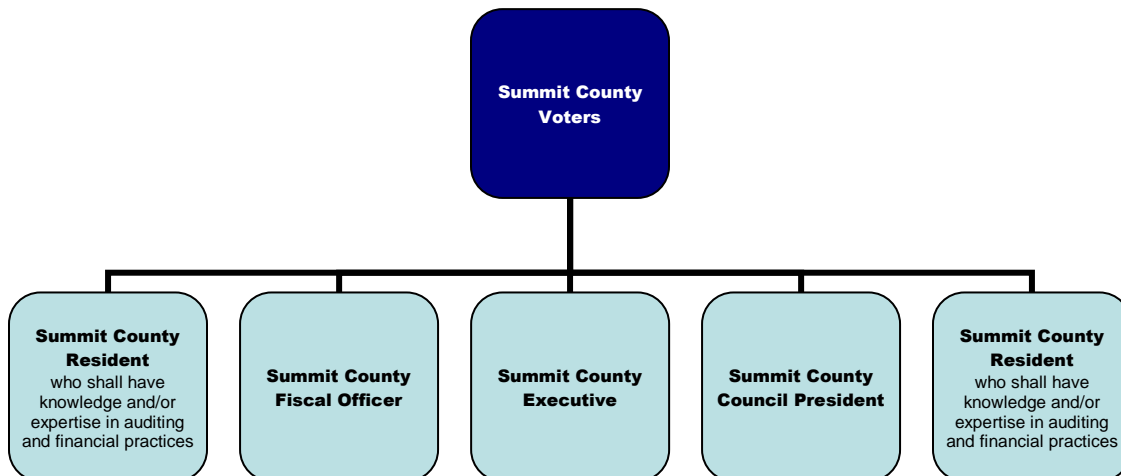 Summit County
Voters
Summit County
Resident
who shall have
knowledge and/or
expertise in auditing
and financial practices
Summit County
Fiscal Officer
Summit County
Executive
Summit County
Council President
Summit County
Resident
who shall have
knowledge and/or
expertise in auditing
and financial practices